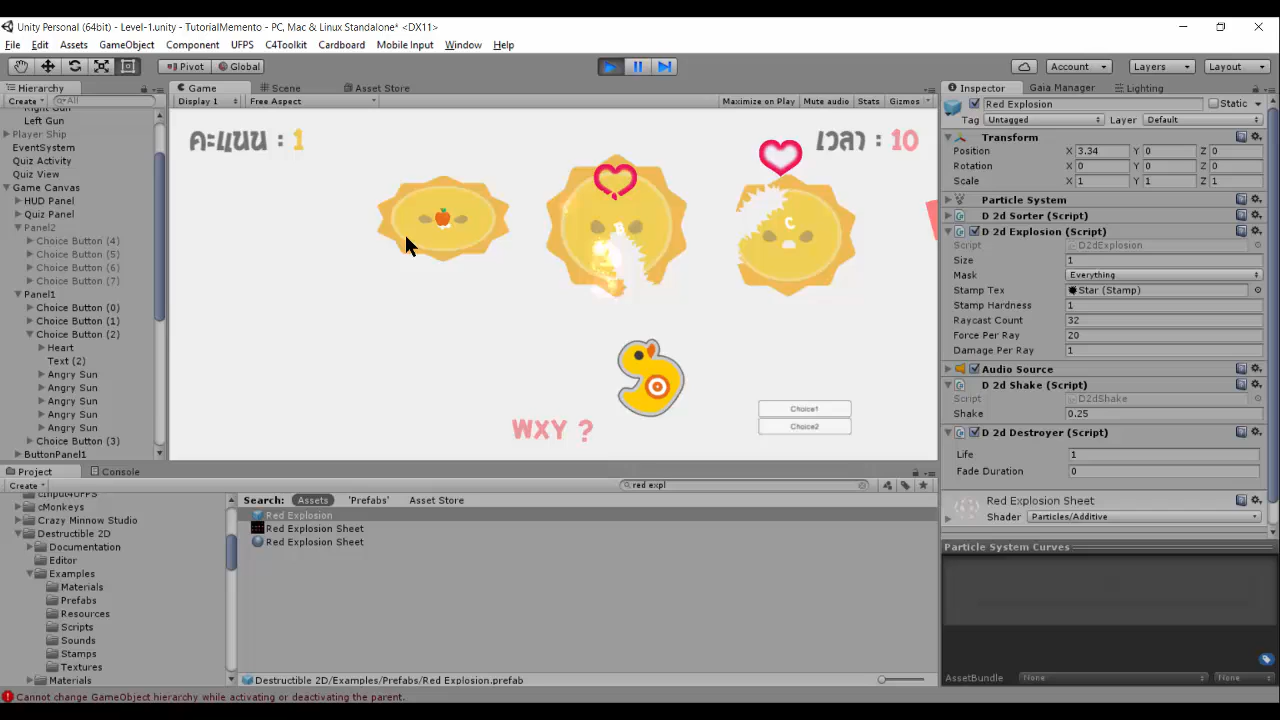 Unity Personal (64bit) - Level-1.unity - TutorialMemento - PC, Mac & Linux Standalone* <DX11>
File Edit Assets GameObject Component UFPS C4Toolkit Cardboard Mobile Input Window Help
Pivot Global Account Layers Layout
Hierarchy
Create All
Right Gun
Left Gun
Player Ship
EventSystem
Quiz Activity
Quiz View
Game Canvas
HUD Panel
Quiz Panel
Panel2
Choice Button (4)
Choice Button (5)
Choice Button (6)
Choice Button (7)
Panel1
Choice Button (0)
Choice Button (1)
Choice Button (2)
Heart
Text (2)
Angry Sun
Angry Sun
Angry Sun
Angry Sun
Angry Sun
Choice Button (3)
ButtonPanel1
Game Scene Asset Store
Display 1 Free Aspect Maximize on Play Mute audio Stats Gizmos
คะแนน : 1
เวลา : 10
B
C
WXY ?
Choice1
Choice2
Inspector Gaia Manager Lighting
Red Explosion Static
Tag Untagged Layer Default
Transform
Position X 3.34 Y 0 Z 0
Rotation X 0 Y 0 Z 0
Scale X 1 Y 1 Z 1
Particle System
D 2d Sorter (Script)
D 2d Explosion (Script)
Script D2dExplosion
Size 1
Mask Everything
Stamp Tex Star (Stamp)
Stamp Hardness 1
Raycast Count 32
Force Per Ray 20
Damage Per Ray 1
Audio Source
D 2d Shake (Script)
Script D2dShake
Shake 0.25
D 2d Destroyer (Script)
Life 1
Fade Duration 0
Red Explosion Sheet
Shader Particles/Additive
Particle System Curves
AssetBundle None None
Project Console
Create red expl
cInput4UFPS
cMonkeys
Crazy Minnow Studio
Destructible 2D
Documentation
Editor
Examples
Materials
Prefabs
Resources
Scripts
Sounds
Stamps
Textures
Materials
Search: Assets 'Prefabs' Asset Store
Red Explosion
Red Explosion Sheet
Red Explosion Sheet
Destructible 2D/Examples/Prefabs/Red Explosion.prefab
Cannot change GameObject hierarchy while activating or deactivating the parent.